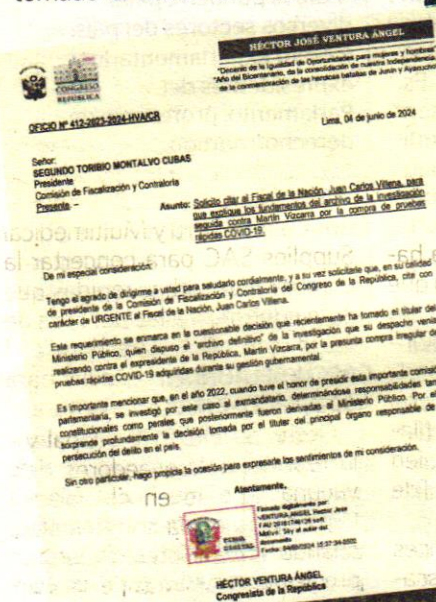 HÉCTOR JOSÉ VENTURA ÁNGEL
"Decenio de la Igualdad de Oportunidades para mujeres y hombres"
"Año del Bicentenario, de la consolidación de nuestra Independencia,
de la conmemoración de las heroicas batallas de Junín y Ayacucho"
CONGRESO
REPÚBLICA
OFICIO N° 412-2023-2024-HVA/CR
Lima, 04 de junio de 2024
Señor:
SEGUNDO TORIBIO MONTALVO CUBAS
Presidente
Comisión de Fiscalización y Contraloría
Presente. –
Asunto: Solicito citar al Fiscal de la Nación, Juan Carlos Villena, para
que explique los fundamentos del archivo de la investigación
seguida contra Martín Vizcarra por la compra de pruebas
rápidas COVID-19.
De mi especial consideración:
Tengo el agrado de dirigirme a usted para saludarlo cordialmente, y a su vez solicitarle que, en su calidad
de presidente de la Comisión de Fiscalización y Contraloría del Congreso de la República, cite con
carácter de URGENTE al Fiscal de la Nación, Juan Carlos Villena.
Este requerimiento se enmarca en la cuestionable decisión que recientemente ha tomado el titular del
Ministerio Público, quien dispuso el "archivo definitivo" de la investigación que su despacho venía
realizando contra el expresidente de la República, Martín Vizcarra, por la presunta compra irregular de
pruebas rápidas COVID-19 adquiridas durante su gestión gubernamental.
Es importante mencionar que, en el año 2022, cuando tuve el honor de presidir esta importante comisión
parlamentaria, se investigó por este caso al exmandatario, determinándose responsabilidades tanto
constitucionales como penales que posteriormente fueron derivadas al Ministerio Público. Por ello,
sorprende profundamente la decisión tomada por el titular del principal órgano responsable de la
persecución del delito en el país.
Sin otro particular, hago propicia la ocasión para expresarle los sentimientos de mi consideración.
Atentamente,
FIRMA
DIGITAL
Firmado digitalmente por:
VENTURA ANGEL Hector Jose
Motivo: Soy el autor del
documento
HÉCTOR VENTURA ÁNGEL
Congresista de la República